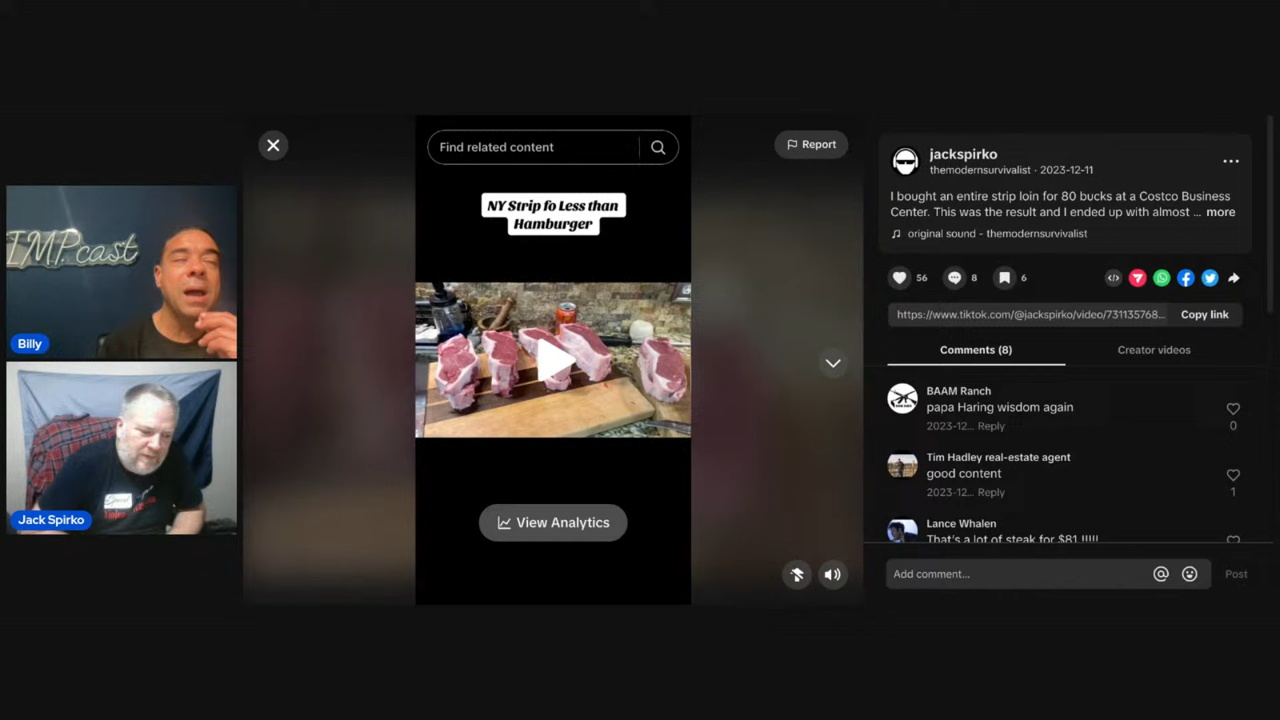 IMP.cast
Billy
Jack Spirko
Find related content
Report
NY Strip fo Less than
Hamburger
View Analytics
jackspirko
themodernsurvivalist · 2023-12-11
I bought an entire strip loin for 80 bucks at a Costco Business
Center. This was the result and I ended up with almost ... more
original sound - themodernsurvivalist
56
8
6
https://www.tiktok.com/@jackspirko/video/731135768...
Copy link
Comments (8)
Creator videos
BAAM Ranch
papa Haring wisdom again
2023-12... Reply
0
Tim Hadley real-estate agent
good content
2023-12... Reply
1
Lance Whalen
That's a lot of steak for $81 !!!!!
Add comment...
Post